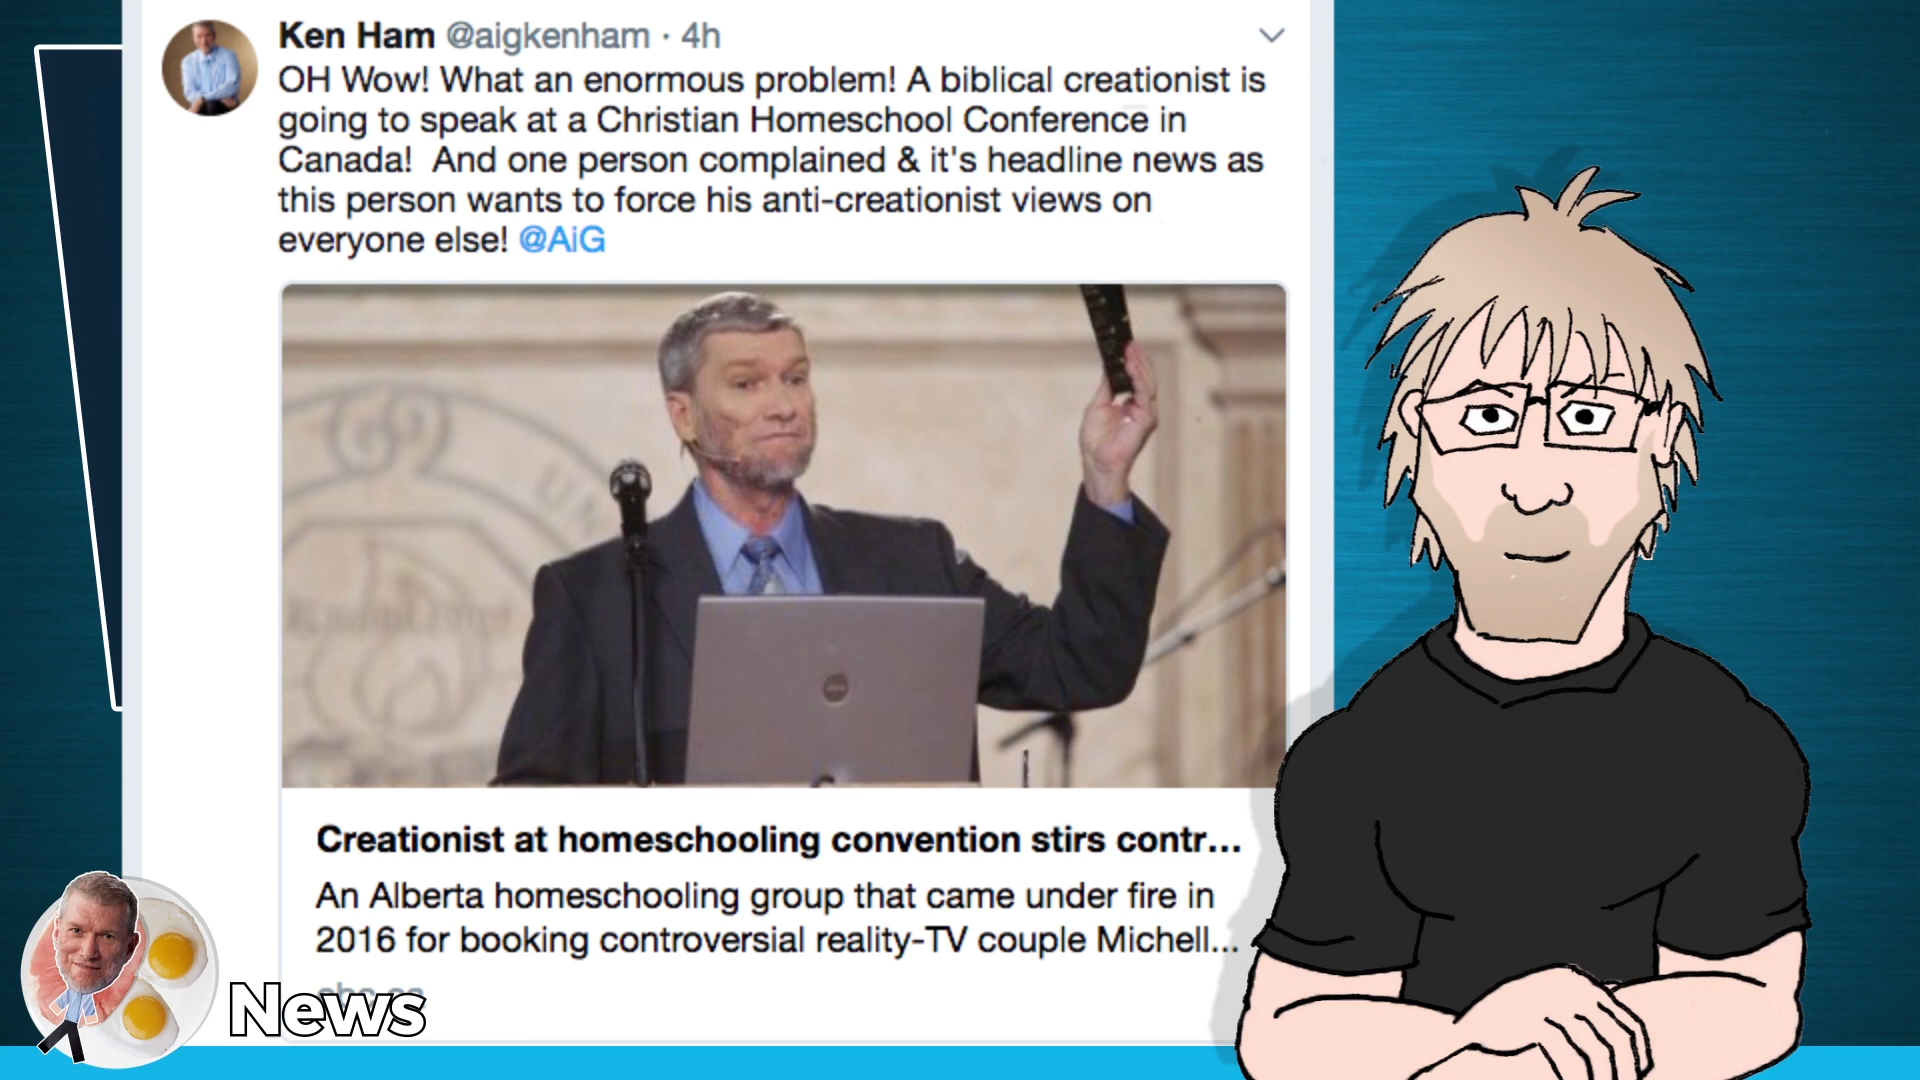 Ken Ham @aigkenham · 4h
OH Wow! What an enormous problem! A biblical creationist is
going to speak at a Christian Homeschool Conference in
Canada!  And one person complained & it's headline news as
this person wants to force his anti-creationist views on
everyone else! @AiG
UN
Creationist at homeschooling convention stirs contr...
An Alberta homeschooling group that came under fire in
2016 for booking controversial reality-TV couple Michell...
News